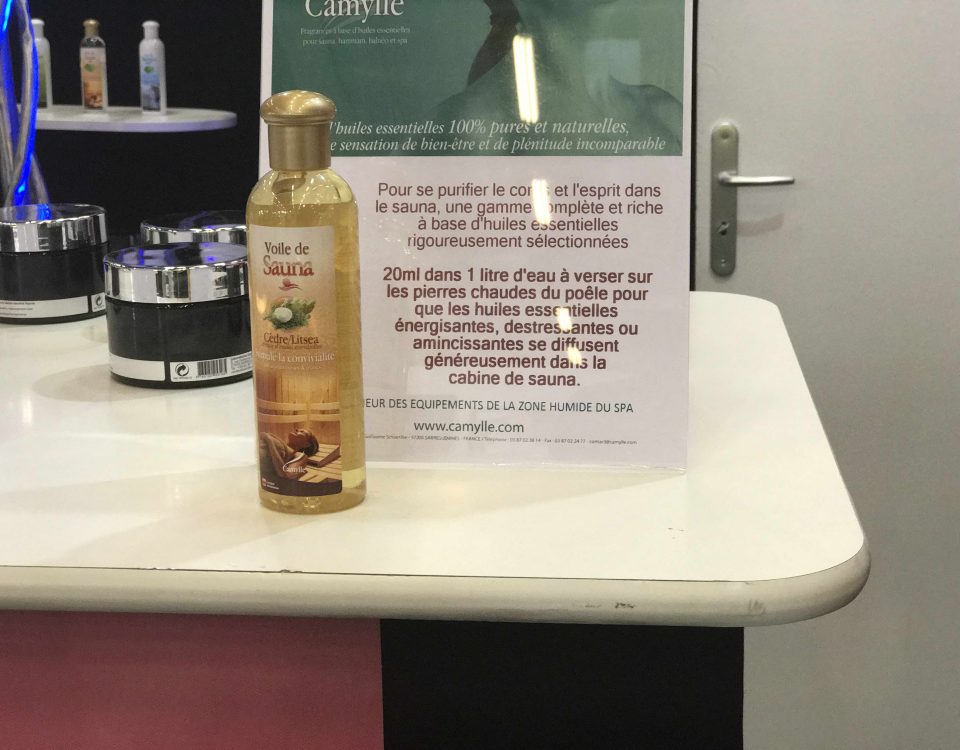 Camylle
Fragrances à base d'huiles essentielles
pour sauna, hammam, balnéo et spa
d'huiles essentielles 100% pures et naturelles,
e sensation de bien-être et de plénitude incomparable
Pour se purifier le corps et l'esprit dans
le sauna, une gamme complète et riche
à base d'huiles essentielles
rigoureusement sélectionnées
20ml dans 1 litre d'eau à verser sur
les pierres chaudes du poêle pour
que les huiles essentielles
énergisantes, destressantes ou
amincissantes se diffusent
généreusement dans la
cabine de sauna.
EUR DES EQUIPEMENTS DE LA ZONE HUMIDE DU SPA
www.camylle.com
SARREGUEMINES - FRANCE
Voile de
Sauna
Cèdre/Litsea
la convivialité
Camylle